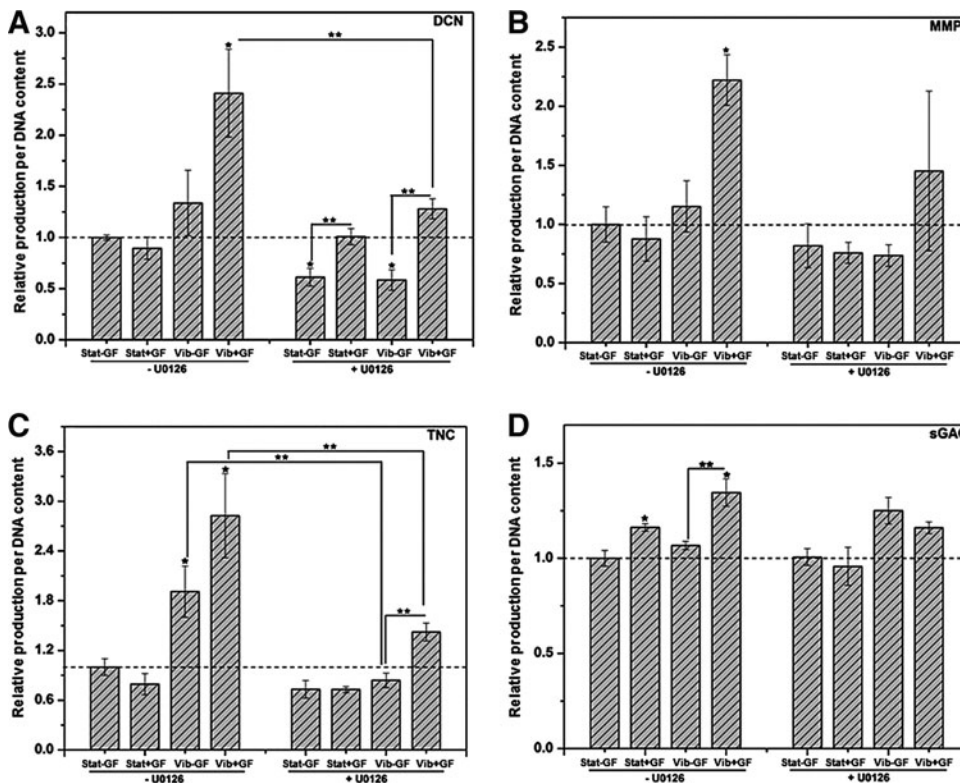 A
DCN
Relative production per DNA content
3.0
2.5
2.0
1.5
1.0
0.5
0.0
*
**
**
*
**
*
Stat-GF Stat+GF Vib-GF Vib+GF Stat-GF Stat+GF Vib-GF Vib+GF
- U0126 + U0126
B
MMP
Relative production per DNA content
2.5
2.0
1.5
1.0
0.5
0.0
*
Stat-GF Stat+GF Vib-GF Vib+GF Stat-GF Stat+GF Vib-GF Vib+GF
- U0126 + U0126
C
TNC
Relative production per DNA content
3.6
3.0
2.4
1.8
1.2
0.6
0.0
**
**
*
*
**
Stat-GF Stat+GF Vib-GF Vib+GF Stat-GF Stat+GF Vib-GF Vib+GF
- U0126 + U0126
D
sGAG
Relative production per DNA content
1.5
1.0
0.5
0.0
**
*
*
Stat-GF Stat+GF Vib-GF Vib+GF Stat-GF Stat+GF Vib-GF Vib+GF
- U0126 + U0126